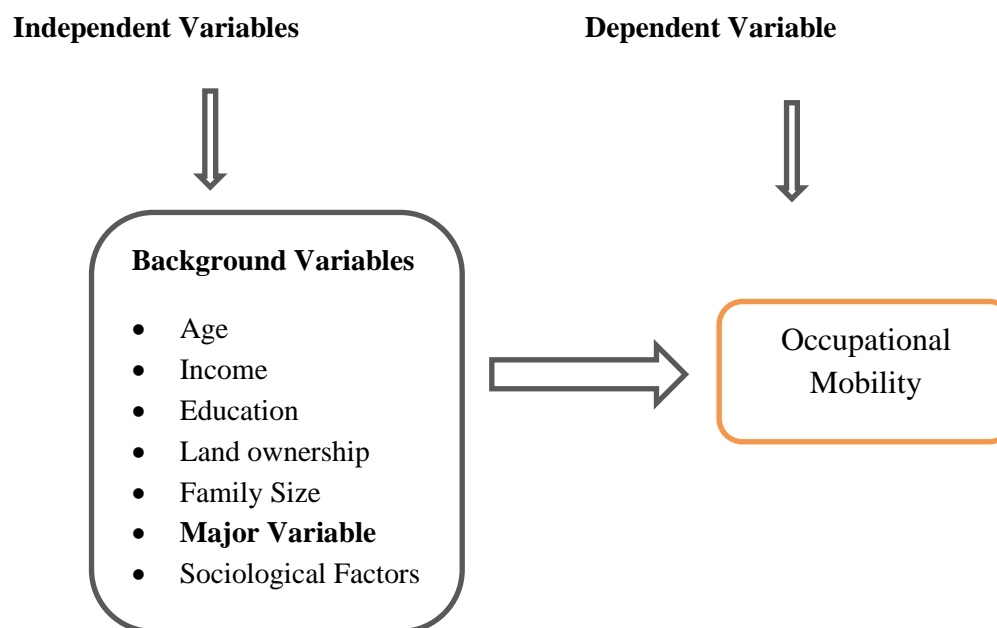 Independent Variables
Dependent Variable
Background Variables
• Age
• Income
• Education
• Land ownership
• Family Size
• Major Variable
• Sociological Factors
Occupational
Mobility